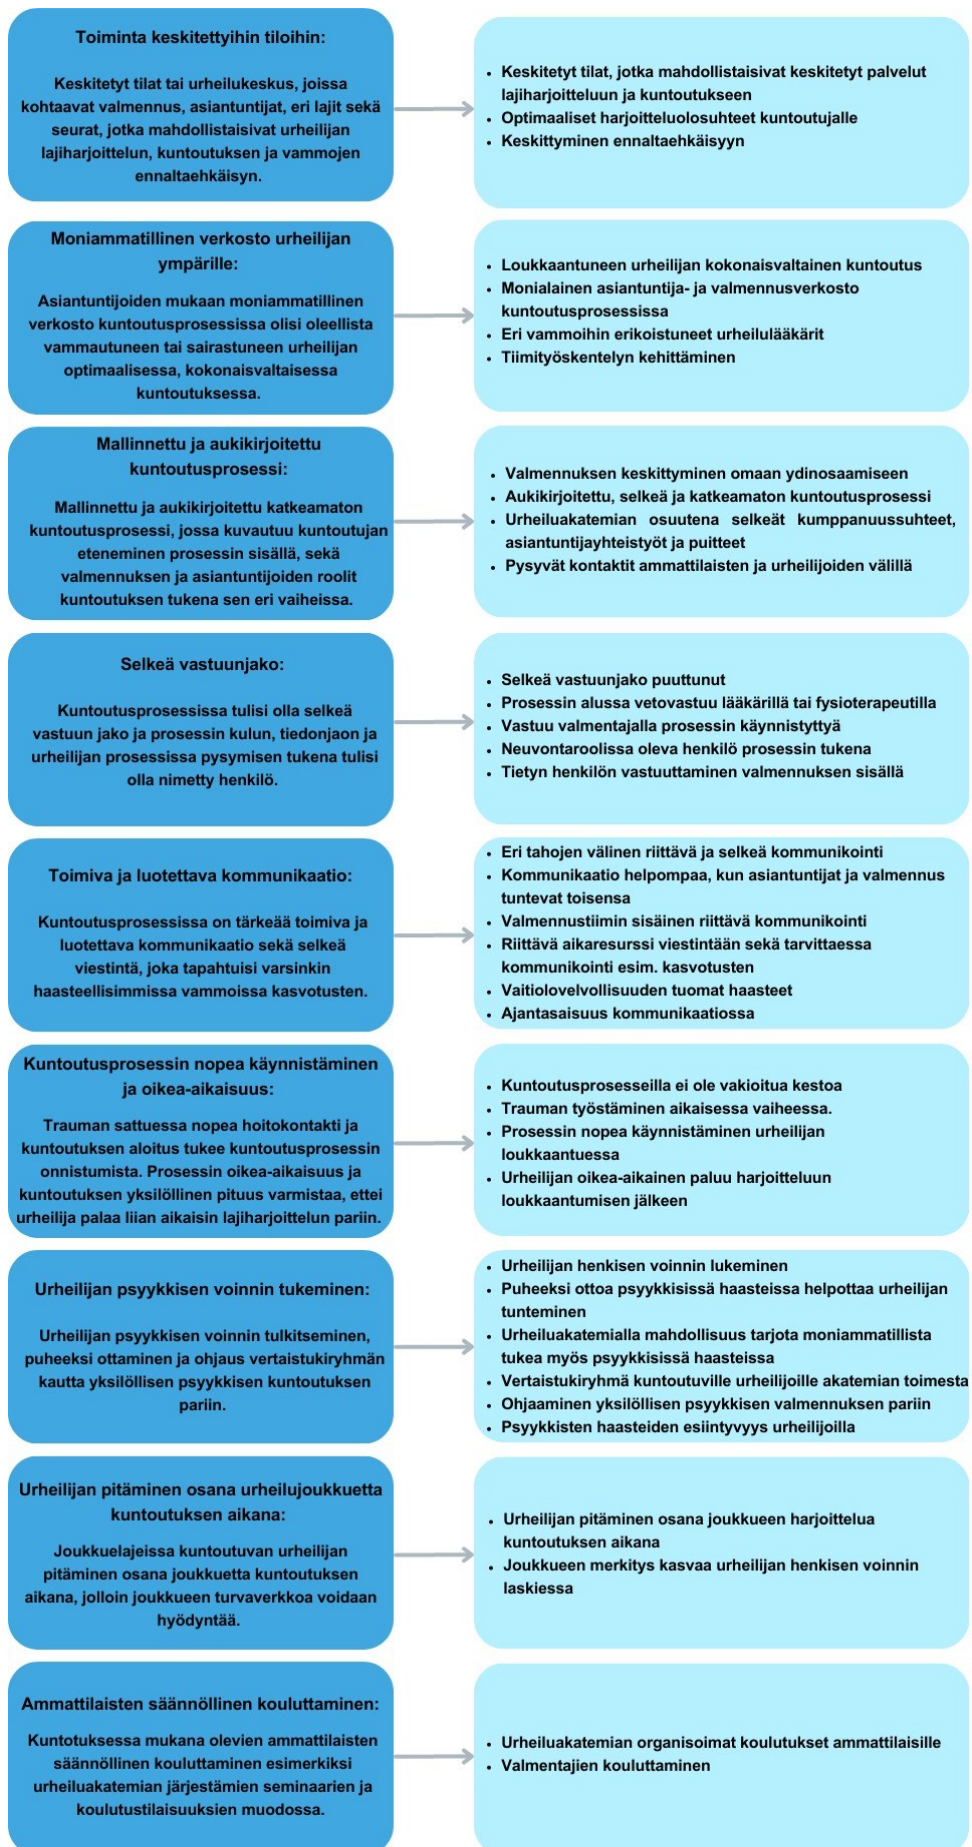 Toiminta keskitettyihin tiloihin:
Keskitetyt tilat tai urheilukeskus, joissa
kohtaavat valmennus, asiantuntijat, eri lajit sekä
seurat, jotka mahdollistaisivat urheilijan
lajiharjoittelun, kuntoutuksen ja vammojen
ennaltaehkäisyn.
• Keskitetyt tilat, jotka mahdollistaisivat keskitetyt palvelut
lajiharjoitteluun ja kuntoutukseen
• Optimaaliset harjoitteluolosuhteet kuntoutujalle
• Keskittyminen ennaltaehkäisyyn
Moniammatillinen verkosto urheilijan
ympärille:
Asiantuntijoiden mukaan moniammatillinen
verkosto kuntoutusprosessissa olisi oleellista
vammautuneen tai sairastuneen urheilijan
optimaalisessa, kokonaisvaltaisessa
kuntoutuksessa.
• Loukkaantuneen urheilijan kokonaisvaltainen kuntoutus
• Monialainen asiantuntija- ja valmennusverkosto
kuntoutusprosessissa
• Eri vammoihin erikoistuneet urheilulääkärit
• Tiimityöskentelyn kehittäminen
Mallinnettu ja aukikirjoitettu
kuntoutusprosessi:
Mallinnettu ja aukikirjoitettu katkeamaton
kuntoutusprosessi, jossa kuvautuu kuntoutujan
eteneminen prosessin sisällä, sekä
valmennuksen ja asiantuntijoiden roolit
kuntoutuksen tukena sen eri vaiheissa.
• Valmennuksen keskittyminen omaan ydinosaamiseen
• Aukikirjoitettu, selkeä ja katkeamaton kuntoutusprosessi
• Urheiluakatemian osuutena selkeät kumppanuussuhteet,
asiantuntijayhteistyöt ja puitteet
• Pysyvät kontaktit ammattilaisten ja urheilijoiden välillä
Selkeä vastuunjako:
Kuntoutusprosessissa tulisi olla selkeä
vastuun jako ja prosessin kulun, tiedonjaon ja
urheilijan prosessissa pysymisen tukena tulisi
olla nimetty henkilö.
• Selkeä vastuunjako puuttunut
• Prosessin alussa vetovastuu lääkärillä tai fysioterapeutilla
• Vastuu valmentajalla prosessin käynnistyttyä
• Neuvontaroolissa oleva henkilö prosessin tukena
• Tietyn henkilön vastuuttaminen valmennuksen sisällä
Toimiva ja luotettava kommunikaatio:
Kuntoutusprosessissa on tärkeää toimiva ja
luotettava kommunikaatio sekä selkeä
viestintä, joka tapahtuisi varsinkin
haasteellisimmissa vammoissa kasvotusten.
• Eri tahojen välinen riittävä ja selkeä kommunikointi
• Kommunikaatio helpompaa, kun asiantuntijat ja valmennus
tuntevat toisensa
• Valmennustiimin sisäinen riittävä kommunikointi
• Riittävä aikaresurssi viestintään sekä tarvittaessa
kommunikointi esim. kasvotusten
• Vaitiolovelvollisuuden tuomat haasteet
• Ajantasaisuus kommunikaatiossa
Kuntoutusprosessin nopea käynnistäminen
ja oikea-aikaisuus:
Trauman sattuessa nopea hoitokontakti ja
kuntoutuksen aloitus tukee kuntoutusprosessin
onnistumista. Prosessin oikea-aikaisuus ja
kuntoutuksen yksilöllinen pituus varmistaa, ettei
urheilija palaa liian aikaisin lajiharjoittelun pariin.
• Kuntoutusprosesseilla ei ole vakioitua kestoa
• Trauman työstäminen aikaisessa vaiheessa.
• Prosessin nopea käynnistäminen urheilijan
loukkaantuessa
• Urheilijan oikea-aikainen paluu harjoitteluun
loukkaantumisen jälkeen
Urheilijan psyykkisen voinnin tukeminen:
Urheilijan psyykkisen voinnin tulkitseminen,
puheeksi ottaminen ja ohjaus vertaistukiryhmän
kautta yksilöllisen psyykkisen kuntoutuksen
pariin.
• Urheilijan henkisen voinnin lukeminen
• Puheeksi ottoa psyykkisissä haasteissa helpottaa urheilijan
tunteminen
• Urheiluakatemialla mahdollisuus tarjota moniammatillista
tukea myös psyykkisissä haasteissa
• Vertaistukiryhmä kuntoutuville urheilijoille akatemian toimesta
• Ohjaaminen yksilöllisen psyykkisen valmennuksen pariin
• Psyykkisten haasteiden esiintyvyys urheilijoilla
Urheilijan pitäminen osana urheilujoukkuetta
kuntoutuksen aikana:
Joukkuelajeissa kuntoutuvan urheilijan
pitäminen osana joukkuetta kuntoutuksen
aikana, jolloin joukkueen turvaverkkoa voidaan
hyödyntää.
• Urheilijan pitäminen osana joukkueen harjoittelua
kuntoutuksen aikana
• Joukkueen merkitys kasvaa urheilijan henkisen voinnin
laskiessa
Ammattilaisten säännöllinen kouluttaminen:
Kuntotuksessa mukana olevien ammattilaisten
säännöllinen kouluttaminen esimerkiksi
urheiluakatemian järjestämien seminaarien ja
koulutustilaisuuksien muodossa.
• Urheiluakatemian organisoimat koulutukset ammattilaisille
• Valmentajien kouluttaminen